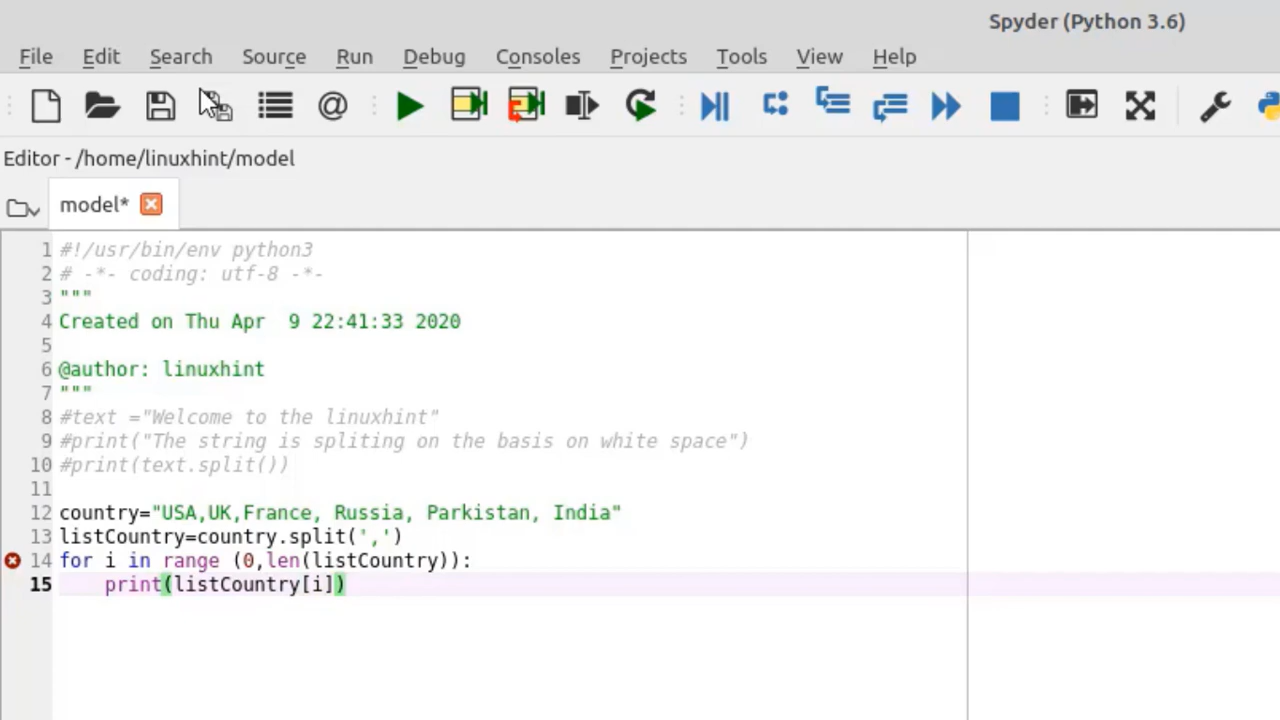 Spyder (Python 3.6)
File Edit Search Source Run Debug Consoles Projects Tools View Help
@
Editor - /home/linuxhint/model
model*
1 #!/usr/bin/env python3
2 # -*- coding: utf-8 -*-
3 """
4 Created on Thu Apr  9 22:41:33 2020
5
6 @author: linuxhint
7 """
8 #text ="Welcome to the linuxhint"
9 #print("The string is spliting on the basis on white space")
10 #print(text.split())
11
12 country="USA,UK,France, Russia, Parkistan, India"
13 listCountry=country.split(',')
14 for i in range (0,len(listCountry)):
15     print(listCountry[i])